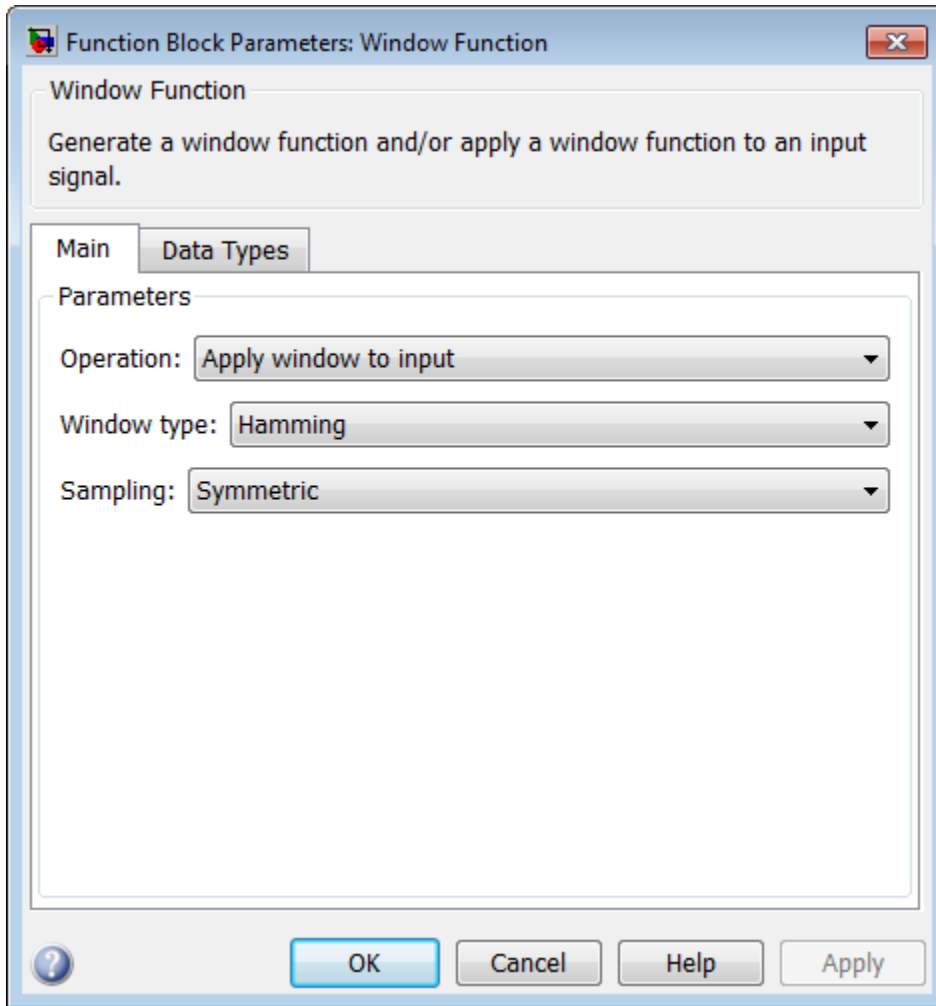 Function Block Parameters: Window Function
Window Function
Generate a window function and/or apply a window function to an input
signal.
Main Data Types
Parameters
Operation: Apply window to input
Window type: Hamming
Sampling: Symmetric
OK Cancel Help Apply